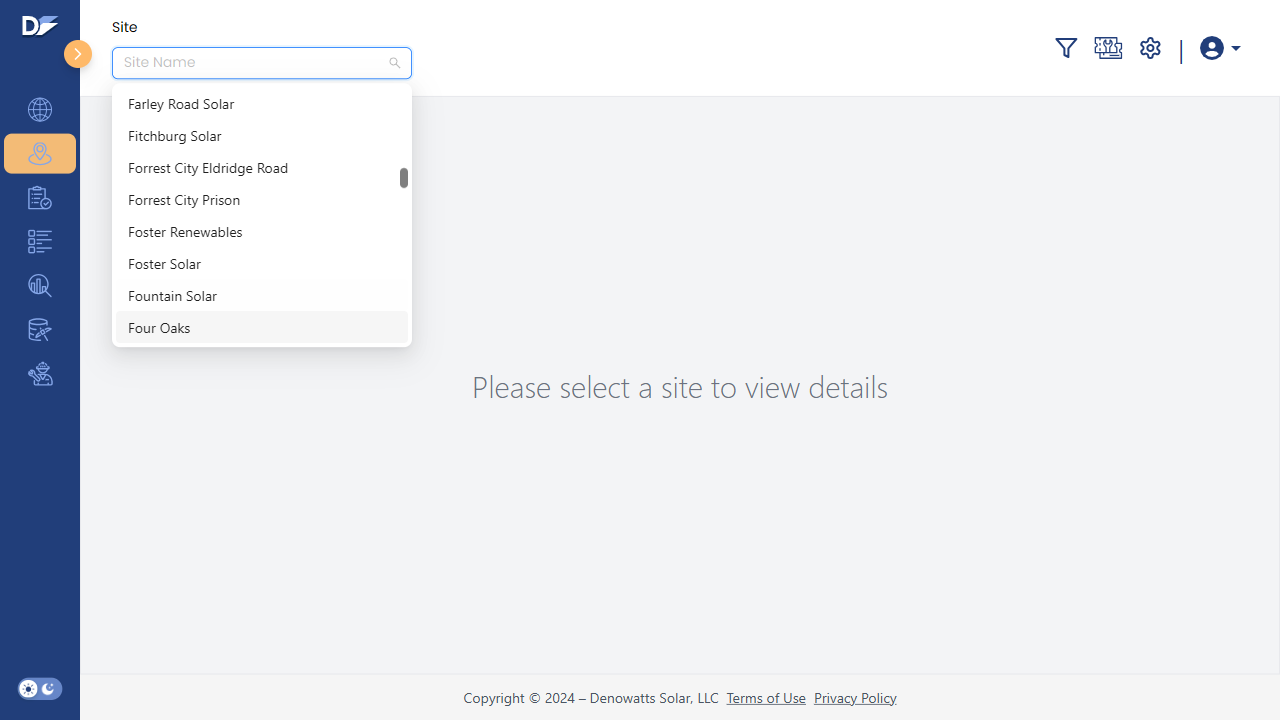 Site
Site Name
Farley Road Solar
Fitchburg Solar
Forrest City Eldridge Road
Forrest City Prison
Foster Renewables
Foster Solar
Fountain Solar
Four Oaks
Please select a site to view details
Copyright © 2024 – Denowatts Solar, LLC Terms of Use Privacy Policy